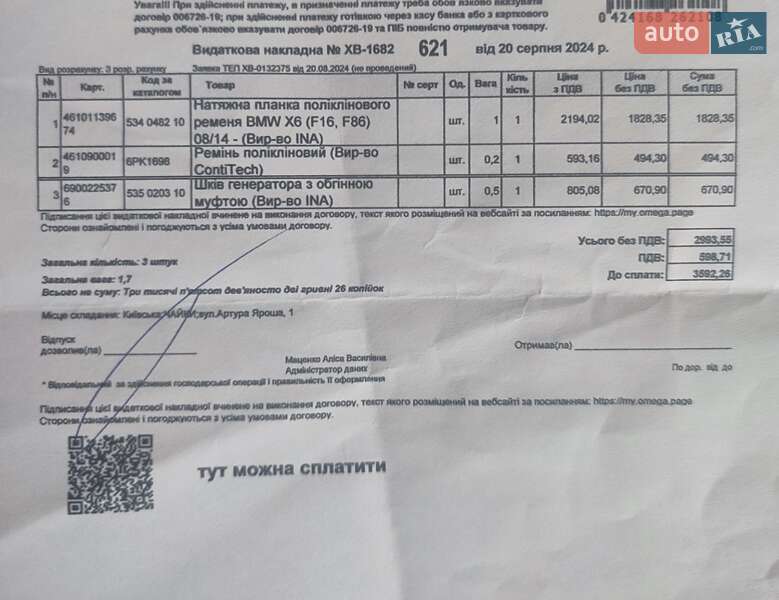 Увага!!! При здійсненні платежу, в призначенні платежу треба обов'язково вказувати
договір 006726-19; при здійсненні платежу готівкою через касу банка або з карткового
рахунка обов'язково вказувати договір 006726-19 та ПІБ повністю отримувача товару.
0 424168 262108
auto RIA.com
Видаткова накладна № ХВ-1682 621 від 20 серпня 2024 р.
Вид розрахунку: З розр. рахунку Заявка ТЕП ХВ-0132375 від 20.08.2024 (не проведений)
№ п/н Карт. Код за каталогом Товар № серт Од. Вага Кіль кість Ціна з ПДВ Ціна без ПДВ Сума без ПДВ
1 46101139674 534 0482 10 Натяжна планка поліклінового ременя BMW X6 (F16, F86) 08/14 - (Вир-во INA) шт. 1 1 2194,02 1828,35 1828,35
2 4610900019 6PK1698 Ремінь полікліновий (Вир-во ContiTech) шт. 0,2 1 593,16 494,30 494,30
3 6900225376 535 0203 10 Шків генератора з обгінною муфтою (Вир-во INA) шт. 0,5 1 805,08 670,90 670,90
Підписання цієї видаткової накладної вчинене на виконання договору, текст якого розміщений на вебсайті за посиланням: https://my.omega.page
Сторони ознайомлені і погоджуються з усіма умовами договору.
Усього без ПДВ: 2993,55
ПДВ: 598,71
До сплати: 3592,26
Загальна кількість: 3 штук
Загальна вага: 1,7
Всього на суму: Три тисячі п'ятсот дев'яносто дві гривні 26 копійок
Місце складання: Київська,ЧАЙКИ,вул.Артура Яроша, 1
Відпуск
дозволив(ла)
Маценко Аліса Василівна
Адміністратор даних
Отримав(ла)
По дор. від до
* Відповідальний за здійснення господарської операції і правильність її оформлення
Підписання цієї видаткової накладної вчинене на виконання договору, текст якого розміщений на вебсайті за посиланням: https://my.omega.page
Сторони ознайомлені і погоджуються з усіма умовами договору.
тут можна сплатити